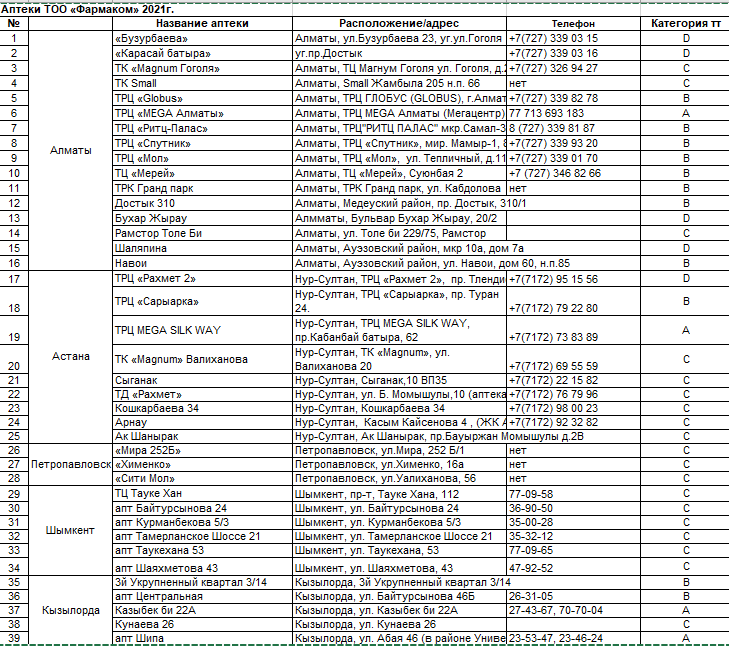 Аптеки ТОО «Фармаком» 2021г.
№ Название аптеки Расположение/адрес Телефон Категория тт
Алматы
1 «Бузурбаева» Алматы, ул.Бузурбаева 23, уг.ул.Гоголя +7(727) 339 03 15 D
2 «Карасай батыра» уг.пр.Достык +7(727) 339 03 16 D
3 ТК «Magnum Гоголя» Алматы, ТЦ Магнум Гоголя ул. Гоголя, д.2 +7(727) 326 94 27 C
4 ТК Small Алматы, Small Жамбыла 205 н.п. 66 нет C
5 ТРЦ «Globus» Алматы, ТРЦ ГЛОБУС (GLOBUS), г.Алмат +7(727) 339 82 78 B
6 ТРЦ «MEGA Алматы» Алматы, ТРЦ MEGA Алматы (Мегацентр) 77 713 693 183 A
7 ТРЦ «Ритц-Палас» Алматы, ТРЦ"РИТЦ ПАЛАС" мкр.Самал-3 8 (727) 339 81 87 B
8 ТРЦ «Спутник» Алматы, ТРЦ «Спутник», мир. Мамыр-1, 8 +7(727) 339 93 20 B
9 ТРЦ «Мол» Алматы, ТРЦ «Мол», ул. Тепличный, д.11 +7(727) 339 01 70 B
10 ТЦ «Мерей» Алматы, ТЦ «Мерей», Суюнбая 2 +7 (727) 346 82 66 B
11 ТРК Гранд парк Алматы, ТРК Гранд парк, ул. Кабдолова нет B
12 Достык 310 Алматы, Медеуский район, пр. Достык, 310/1 B
13 Бухар Жырау Алмматы, Бульвар Бухар Жырау, 20/2 D
14 Рамстор Толе Би Алматы, ул. Толе би 229/75, Рамстор C
15 Шаляпина Алматы, Ауэзовский район, мкр 10а, дом 7а D
16 Навои Алматы, Ауэзовский район, ул. Навои, дом 60, н.п.85 B
Астана
17 ТРЦ «Рахмет 2» Нур-Султан, ТРЦ «Рахмет 2», пр. Тленди +7(7172) 95 15 56 D
18 ТРЦ «Сарыарка» Нур-Султан, ТРЦ «Сарыарка», пр. Туран
24. +7(7172) 79 22 80 B
19 ТРЦ MEGA SILK WAY Нур-Султан, ТРЦ MEGA SILK WAY,
пр.Кабанбай батыра, 62 +7(7172) 73 83 89 A
20 ТК «Magnum» Валиханова Нур-Султан, ТК «Magnum», ул.
Валиханова 20 +7(7172) 69 55 59 C
21 Сыганак Нур-Султан, Сыганак,10 ВП35 +7(7172) 22 15 82 C
22 ТД «Рахмет» Нур-Султан, ул. Б. Момышулы,10 (аптека +7(7172) 76 79 96 C
23 Кошкарбаева 34 Нур-Султан, Кошкарбаева 34 +7(7172) 98 00 23 C
24 Арнау Нур-Султан, Касым Кайсенова 4 , (ЖК А +7(7172) 92 32 82 C
25 Ак Шанырак Нур-Султан, Ак Шанырак, пр.Бауыржан Момышулы д.2В C
Петропавловск
26 «Мира 252Б» Петропавловск, ул.Мира, 252 Б/1 нет C
27 «Хименко» Петропавловск, ул.Хименко, 16а нет C
28 «Сити Мол» Петропавловск, ул.Уалиханова, 56 нет C
Шымкент
29 ТЦ Тауке Хан Шымкент, пр-т, Тауке Хана, 112 77-09-58 C
30 апт Байтурсынова 24 Шымкент, ул. Байтурсынова 24 36-90-50 C
31 апт Курманбекова 5/3 Шымкент, ул. Курманбекова 5/3 35-00-28 C
32 апт Тамерланское Шоссе 21 Шымкент, ул. Тамерланское Шоссе 21 35-32-12 C
33 апт Таукехана 53 Шымкент, ул. Таукехана, 53 77-09-65 C
34 апт Шаяхметова 43 Шымкент, ул. Шаяхметова, 43 47-92-52 C
Кызылорда
35 3й Укрупненный квартал 3/14 Кызылорда, 3й Укрупненный квартал 3/14 B
36 апт Центральная Кызылорда, ул. Байтурсынова 46Б 26-31-05 B
37 Казыбек би 22А Кызылорда, ул. Казыбек би 22А 27-43-67, 70-70-04 A
38 Кунаева 26 Кызылорда, ул. Кунаева 26 C
39 апт Шипа Кызылорда, ул. Абая 46 (в районе Униве 23-53-47, 23-46-24 A